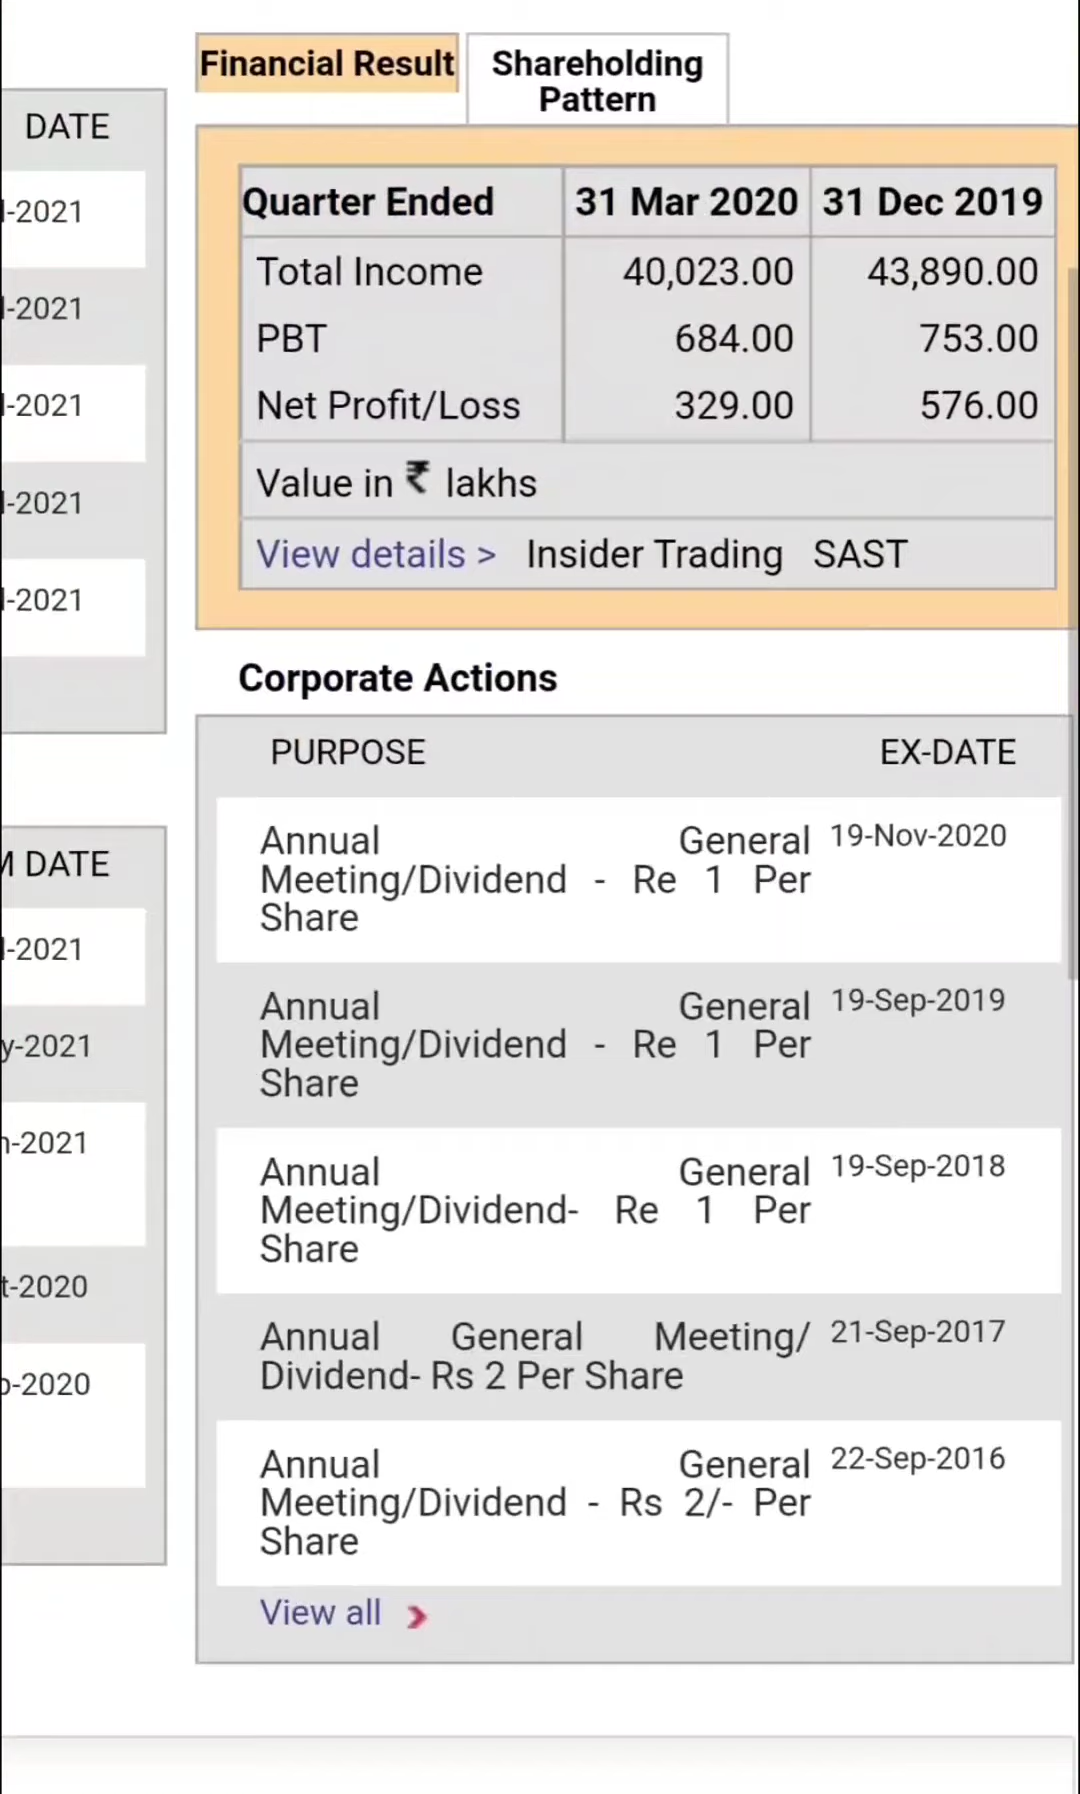 Financial Result
Shareholding
Pattern
DATE
-2021
-2021
-2021
-2021
-2021
Quarter Ended 31 Mar 2020 31 Dec 2019
Total Income 40,023.00 43,890.00
PBT 684.00 753.00
Net Profit/Loss 329.00 576.00
Value in ₹ lakhs
View details > Insider Trading SAST
Corporate Actions
PURPOSE EX-DATE
Annual General 19-Nov-2020
Meeting/Dividend - Re 1 Per
Share
Annual General 19-Sep-2019
Meeting/Dividend - Re 1 Per
Share
Annual General 19-Sep-2018
Meeting/Dividend- Re 1 Per
Share
Annual General Meeting/ 21-Sep-2017
Dividend- Rs 2 Per Share
Annual General 22-Sep-2016
Meeting/Dividend - Rs 2/- Per
Share
View all
DATE
-2021
y-2021
-2021
t-2020
-2020